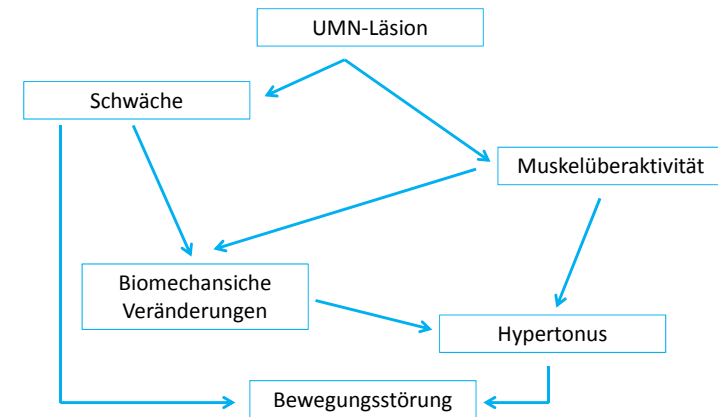 UMN-Läsion
Schwäche
Muskelüberaktivität
Biomechansiche
Veränderungen
Hypertonus
Bewegungsstörung